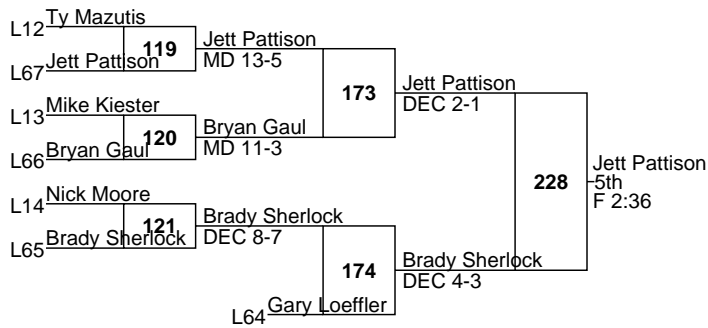 L12 Ty Mazutis
119
Jett Pattison
MD 13-5
L67 Jett Pattison
173
Jett Pattison
DEC 2-1
L13 Mike Kiester
120
Bryan Gaul
MD 11-3
L66 Bryan Gaul
228
Jett Pattison
5th
F 2:36
L14 Nick Moore
121
Brady Sherlock
DEC 8-7
L65 Brady Sherlock
174
Brady Sherlock
DEC 4-3
L64 Gary Loeffler